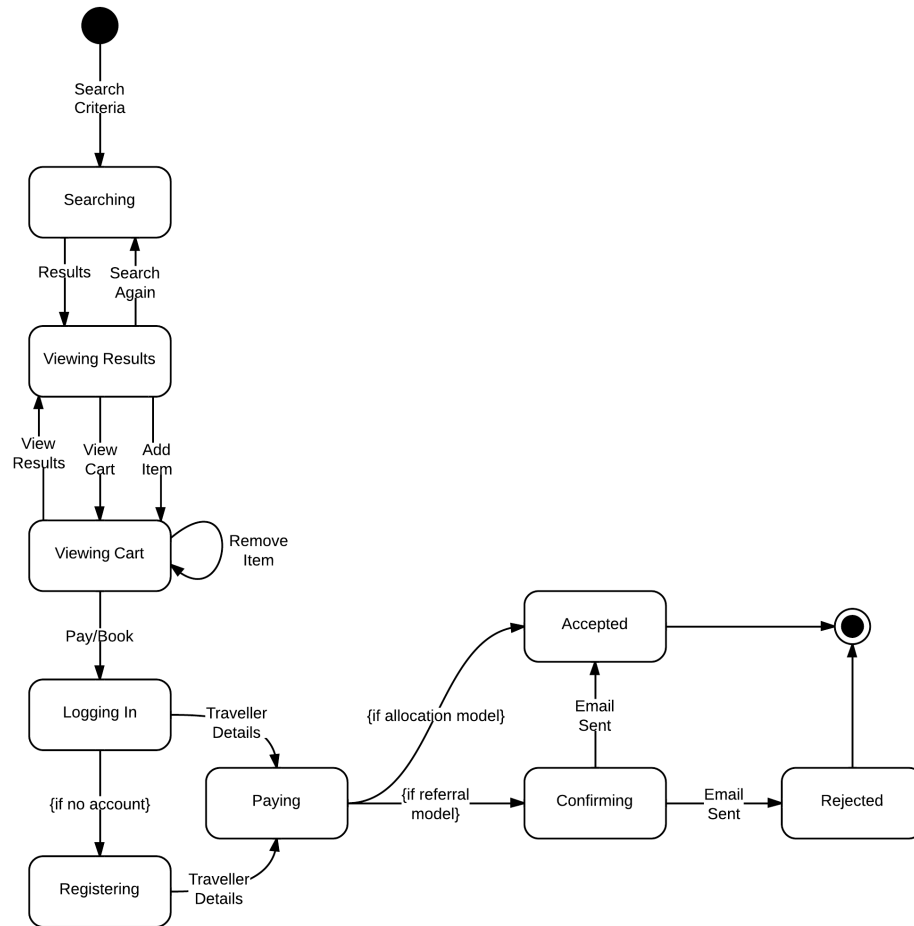 Search
Criteria
Searching
Results
Search
Again
Viewing Results
View
Results
View
Cart
Add
Item
Viewing Cart
Remove
Item
Pay/Book
Logging In
Traveller
Details
{if no account}
Registering
Traveller
Details
Paying
{if allocation model}
{if referral
model}
Accepted
Email
Sent
Confirming
Email
Sent
Rejected